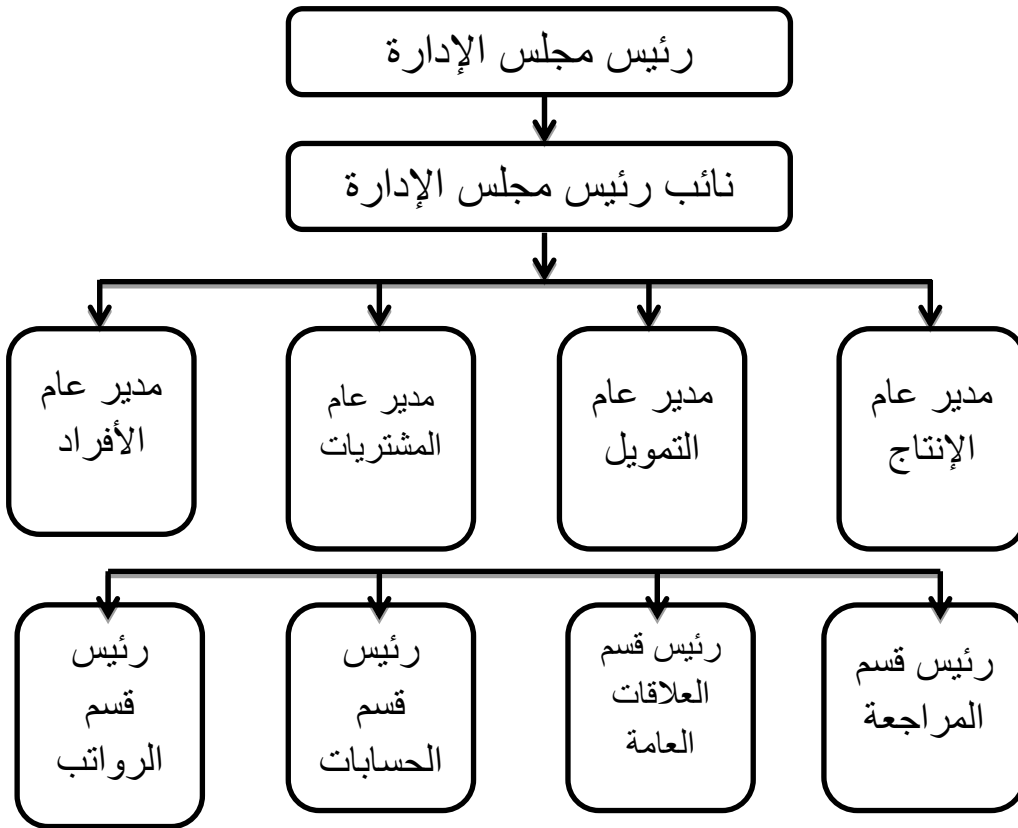 رئيس مجلس الإدارة
نائب رئيس مجلس الإدارة
مدير عام
الإنتاج
مدير عام
التمويل
مدير عام
المشتريات
مدير عام
الأفراد
رئيس قسم
المراجعة
رئيس قسم
العلاقات
العامة
رئيس
قسم
الحسابات
رئيس
قسم
الرواتب